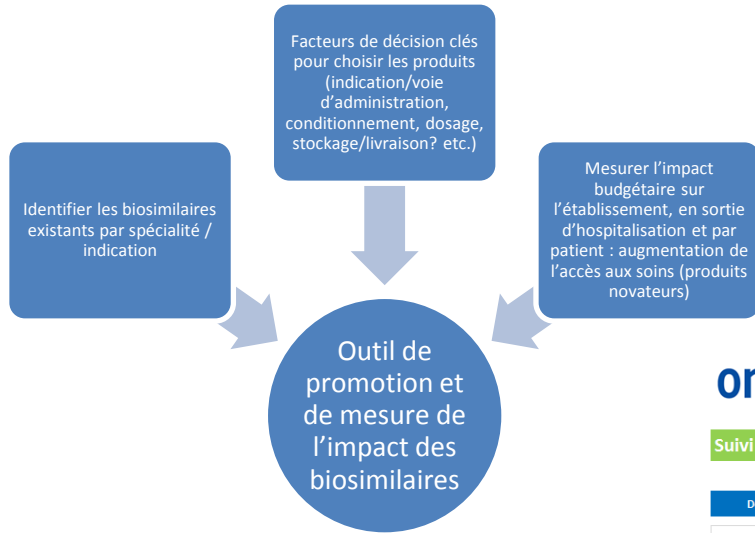 Facteurs de décision clés
pour choisir les produits
(indication/voie
d'administration,
conditionnement, dosage,
stockage/livraison? etc.)
Identifier les biosimilaires
existants par spécialité /
indication
Mesurer l'impact
budgétaire sur
l'établissement, en sortie
d'hospitalisation et par
patient : augmentation de
l'accès aux soins (produits
novateurs)
Outil de
promotion et
de mesure de
l'impact des
biosimilaires
Suivi